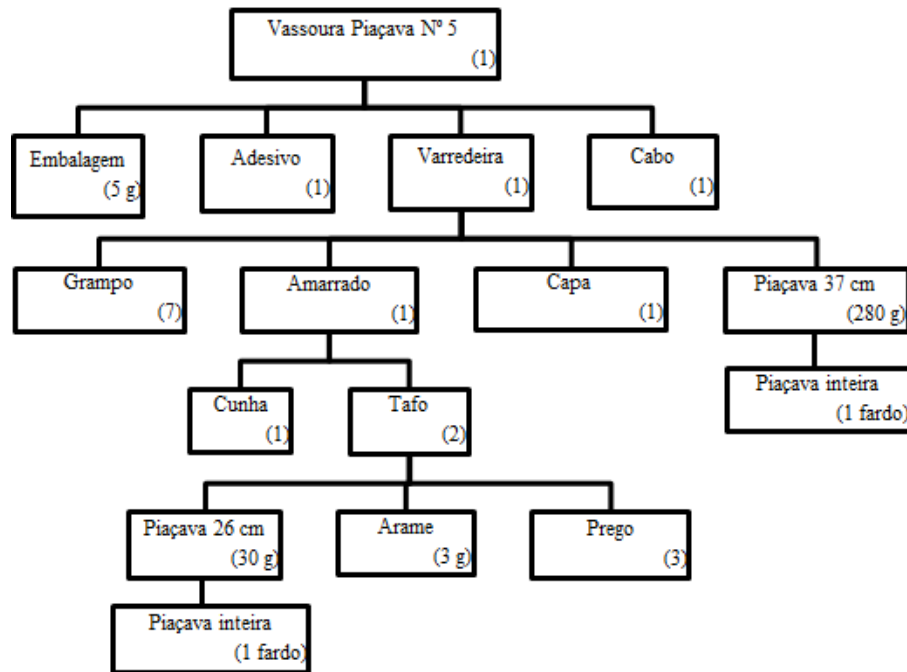 Vassoura Piaçava Nº 5
(1)
Embalagem
(5 g)
Adesivo
(1)
Varredeira
(1)
Cabo
(1)
Grampo
(7)
Amarrado
(1)
Capa
(1)
Piaçava 37 cm
(280 g)
Piaçava inteira
(1 fardo)
Cunha
(1)
Tafo
(2)
Piaçava 26 cm
(30 g)
Arame
(3 g)
Prego
(3)
Piaçava inteira
(1 fardo)